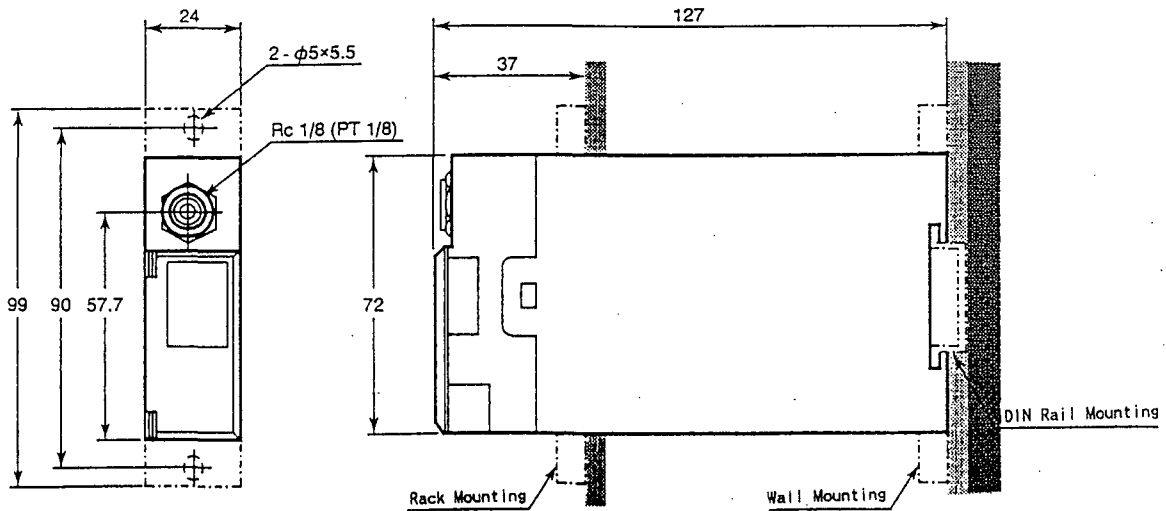 24
127
2 - φ5×5.5
37
Rc 1/8 (PT 1/8)
99
90
57.7
72
DIN Rail Mounting
Rack Mounting
Wall Mounting